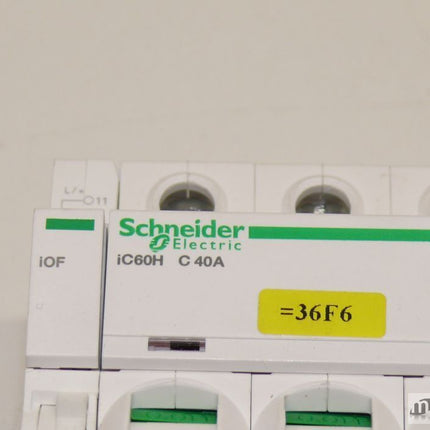 L/+
11
Schneider
Electric
iOF
iC60H C 40A
=36F6